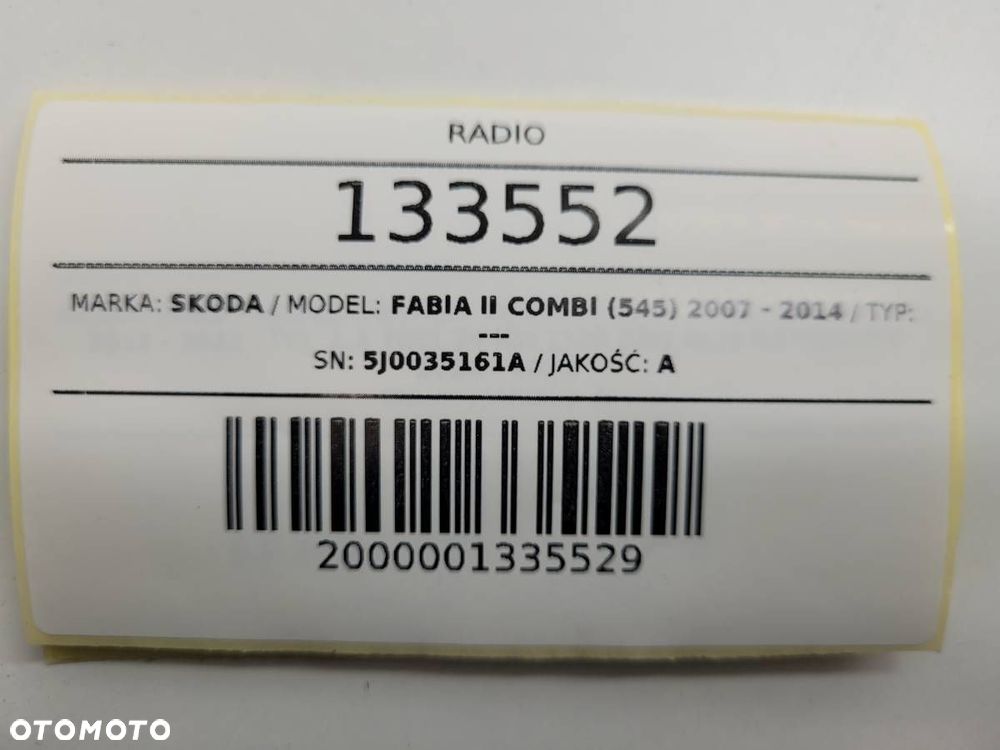 RADIO
133552
MARKA: SKODA / MODEL: FABIA II COMBI (545) 2007 - 2014 / TYP:
---
SN: 5J0035161A / JAKOŚĆ: A
2000001335529
OTOMOTO